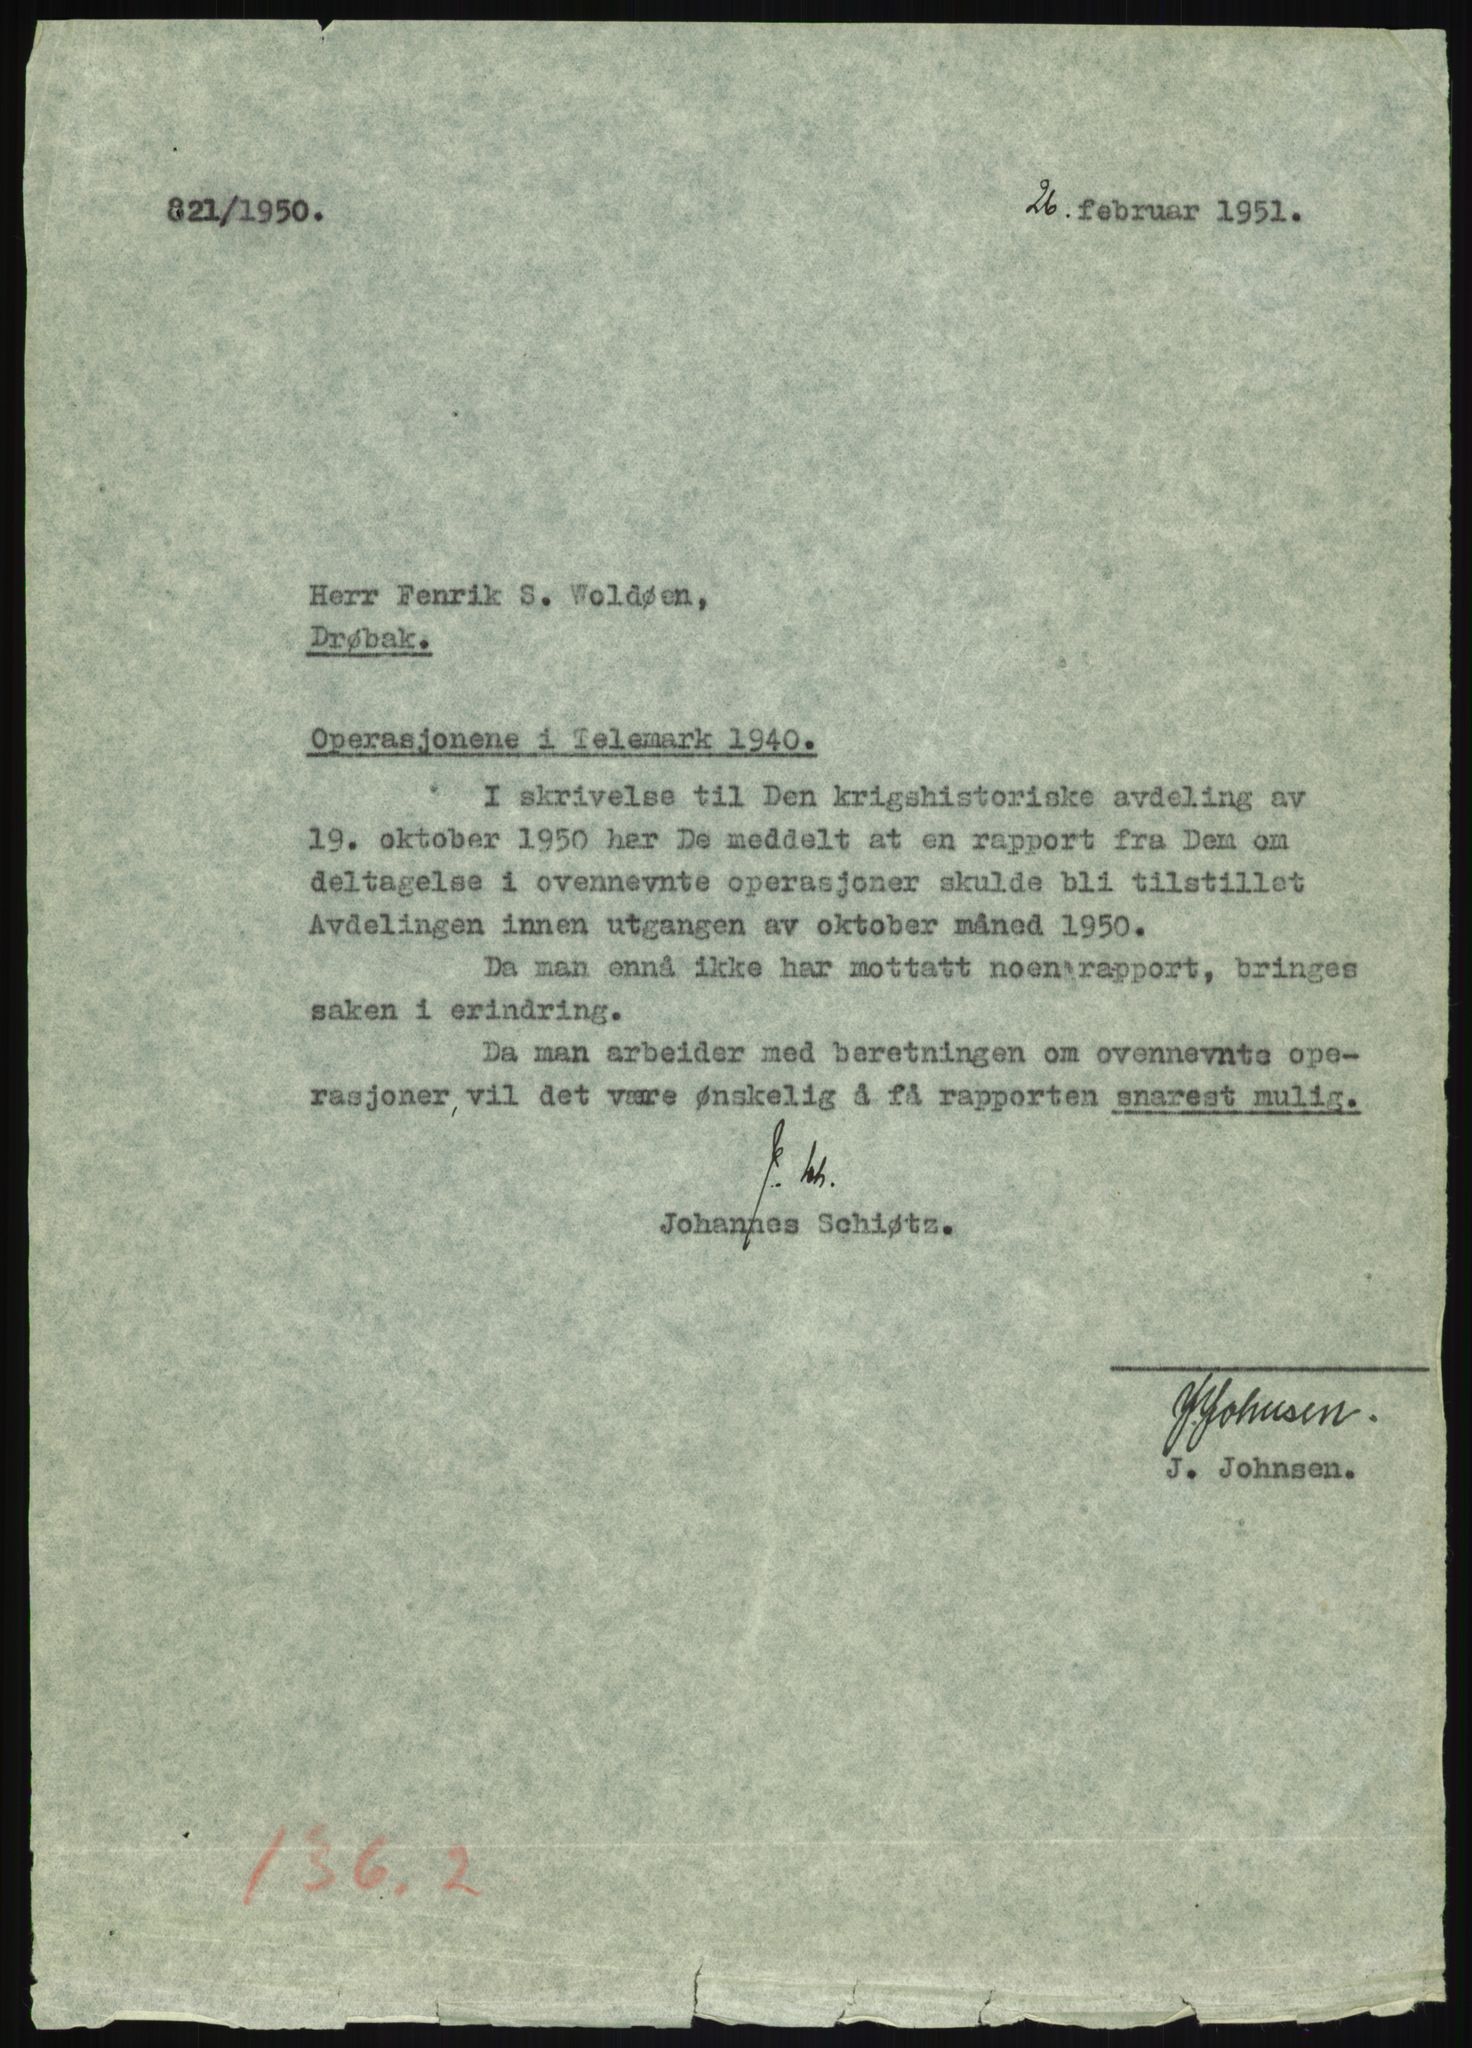 821/1950.
26. februar 1951.
Herr Fenrik S. Woldøen,
Drøbak.
Operasjonene i Telemark 1940.
I skrivelse til Den krigshistoriske avdeling av
19. oktober 1950 har De meddelt at en rapport fra Dem om
deltagelse i ovennevnte operasjoner skulde bli tilstillet
Avdelingen innen utgangen av oktober måned 1950.
Da man ennå ikke har mottatt noen rapport, bringes
saken i erindring.
Da man arbeider med beretningen om ovennevnte ope-
rasjoner, vil det være ønskelig å få rapporten snarest mulig.
Johannes Schiøtz.
J. Johnsen.
J. Johnsen.
136.2